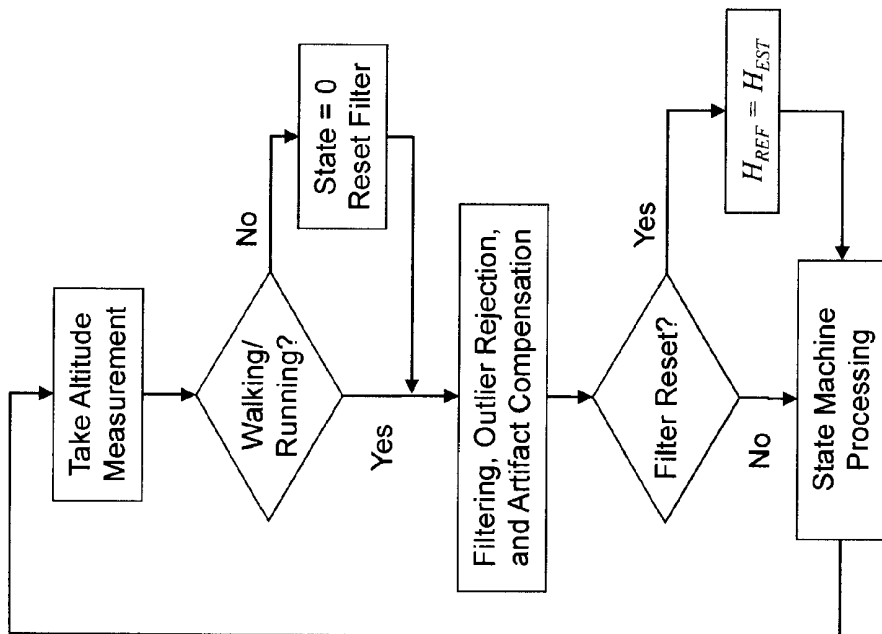 Take Altitude
Measurement
Walking/
Running?
No
State = 0
Reset Filter
Yes
Filtering, Outlier Rejection,
and Artifact Compensation
Filter Reset?
Yes
H_REF = H_EST
No
State Machine
Processing